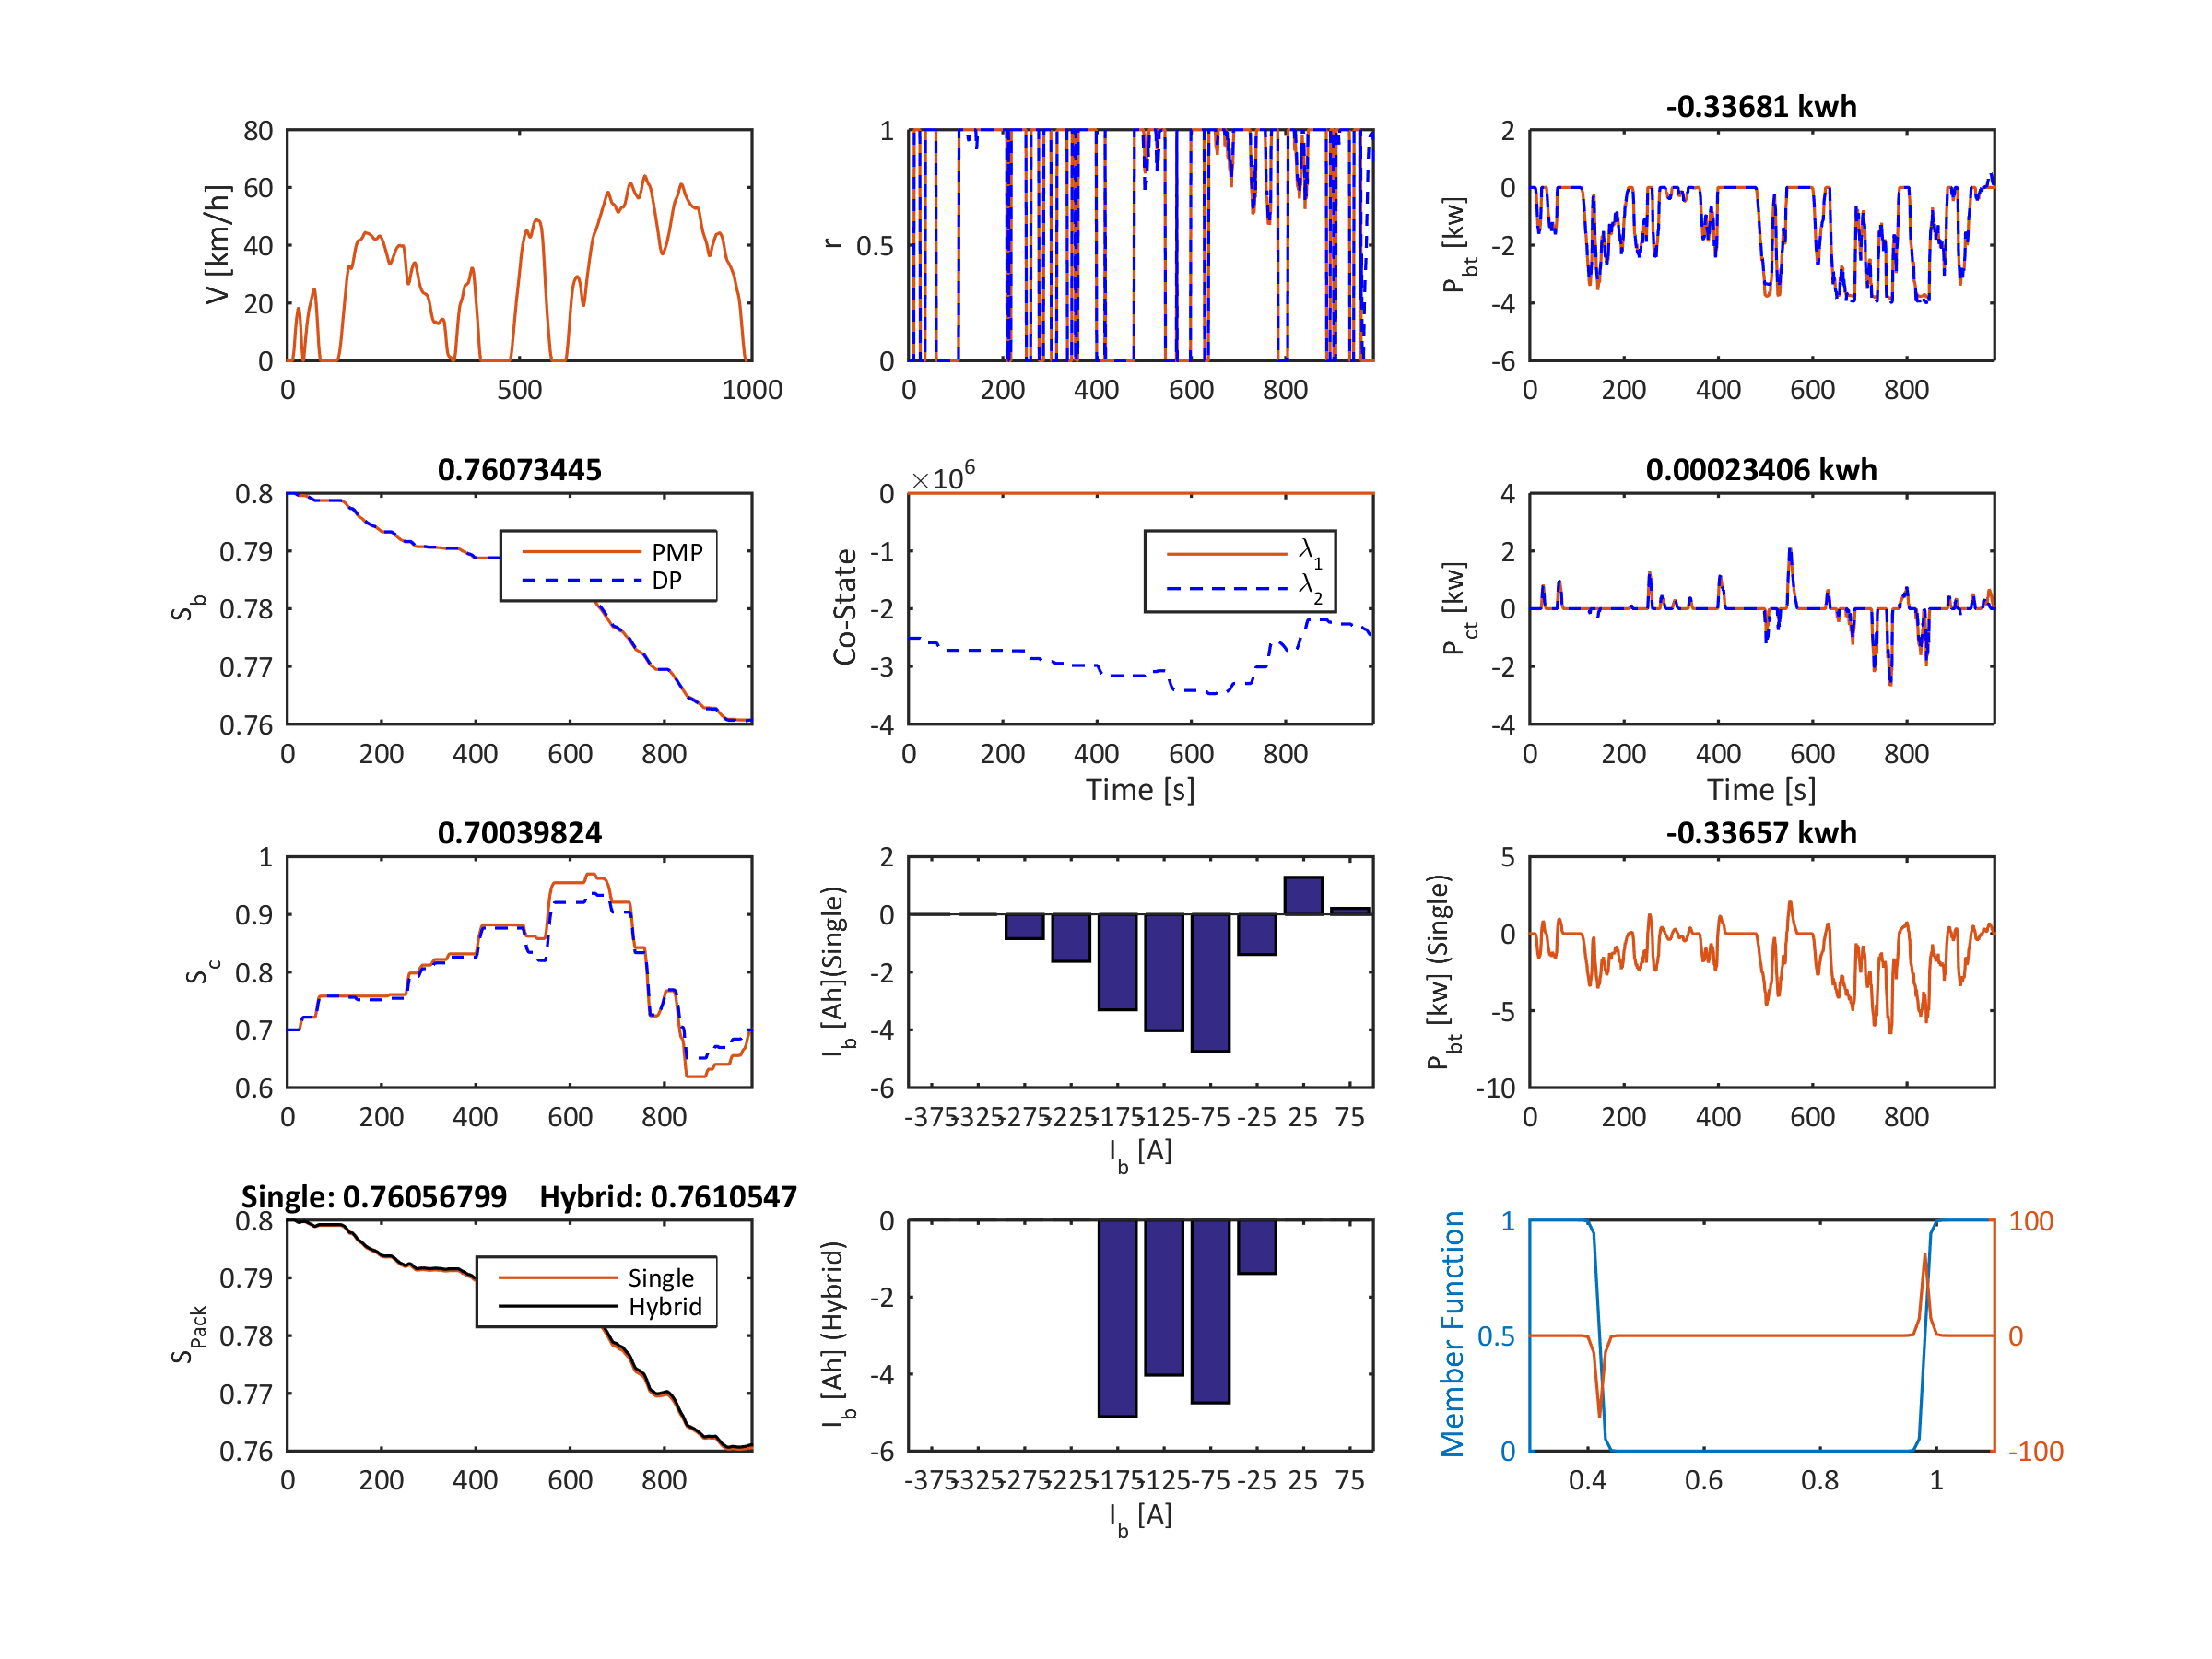 V [km/h]
80
60
40
20
0
0 500 1000
r
1
0.5
0
0 200 400 600 800
-0.33681 kwh
P_bt [kw]
2
0
-2
-4
-6
0 200 400 600 800
0.76073445
S_b
0.8
0.79
0.78
0.77
0.76
PMP
DP
0 200 400 600 800
Co-State
×10^6
0
-1
-2
-3
-4
λ_1
λ_2
0 200 400 600 800
Time [s]
0.00023406 kwh
P_ct [kw]
4
2
0
-2
-4
0 200 400 600 800
Time [s]
0.70039824
S_c
1
0.9
0.8
0.7
0.6
0 200 400 600 800
I_b [Ah](Single)
2
0
-2
-4
-6
-375 -325 -275 -225 -175 -125 -75 -25 25 75
I_b [A]
-0.33657 kwh
P_bt [kw] (Single)
5
0
-5
-10
0 200 400 600 800
Single: 0.76056799 Hybrid: 0.7610547
S_Pack
0.8
0.79
0.78
0.77
0.76
Single
Hybrid
0 200 400 600 800
I_b [Ah] (Hybrid)
0
-2
-4
-6
-375 -325 -275 -225 -175 -125 -75 -25 25 75
I_b [A]
Member Function
1
0.5
0
100
0
-100
0.4 0.6 0.8 1